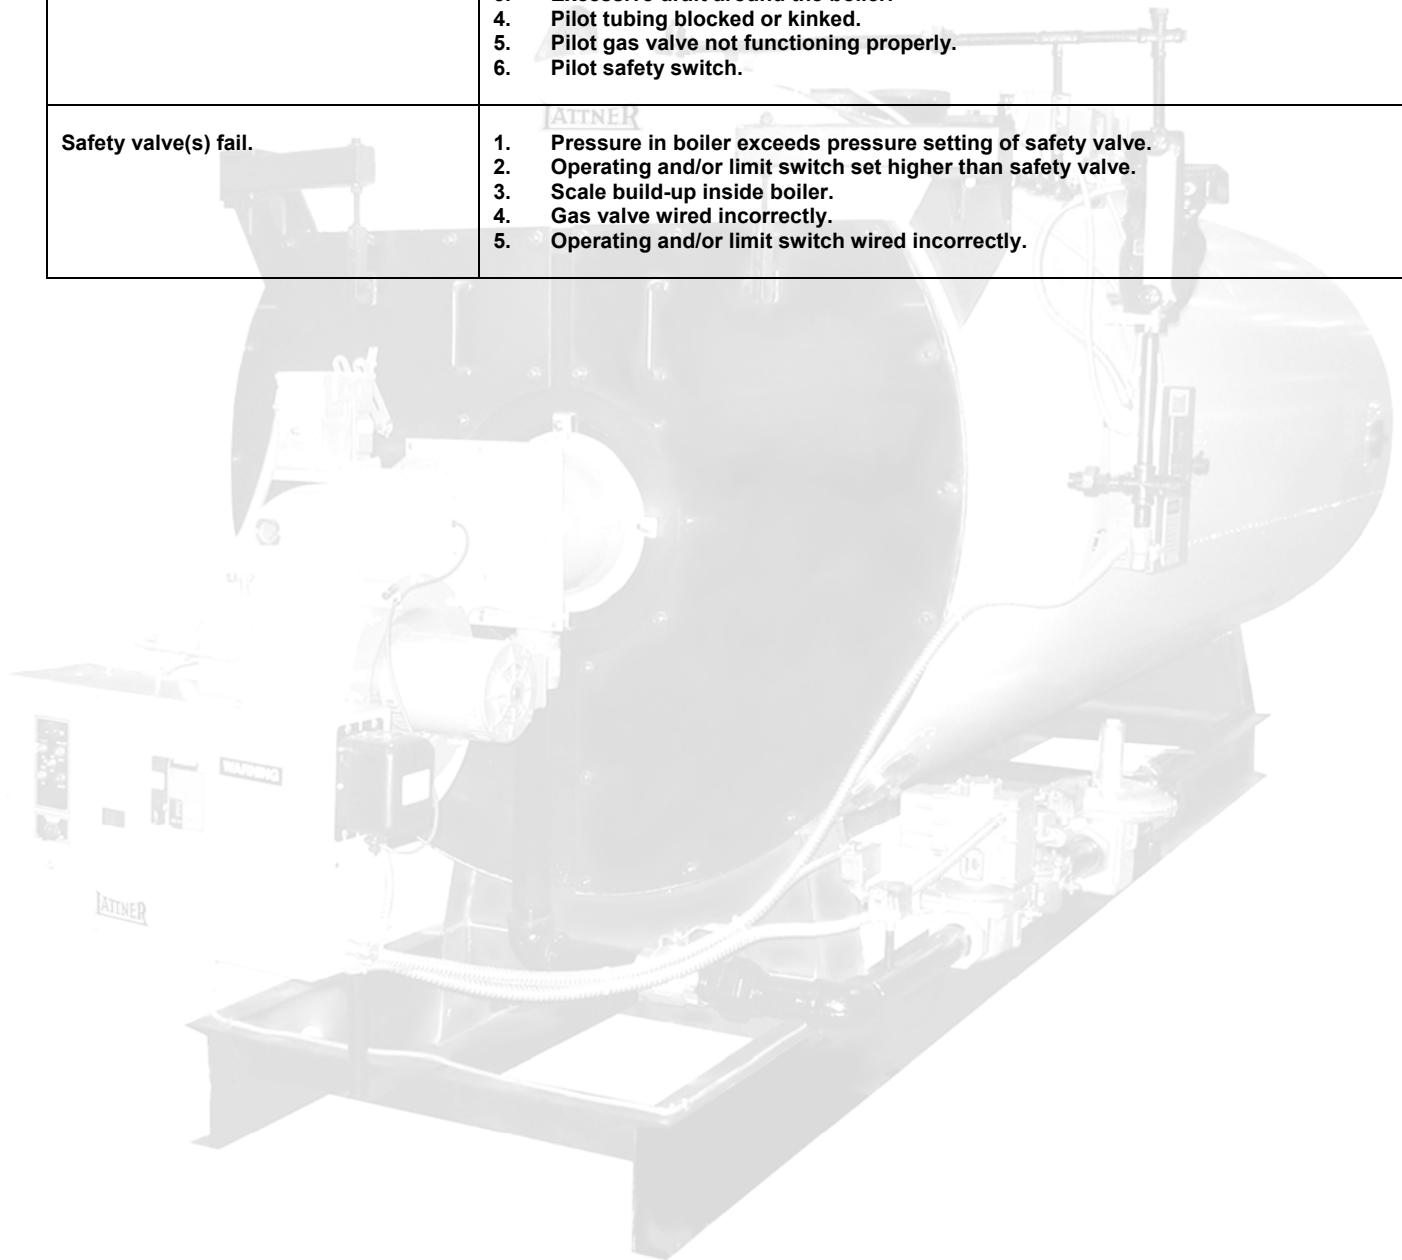 4. Pilot tubing blocked or kinked.
5. Pilot gas valve not functioning properly.
6. Pilot safety switch.
LATTNER
Safety valve(s) fail.
1. Pressure in boiler exceeds pressure setting of safety valve.
2. Operating and/or limit switch set higher than safety valve.
3. Scale build-up inside boiler.
4. Gas valve wired incorrectly.
5. Operating and/or limit switch wired incorrectly.
WARNING
LATTNER